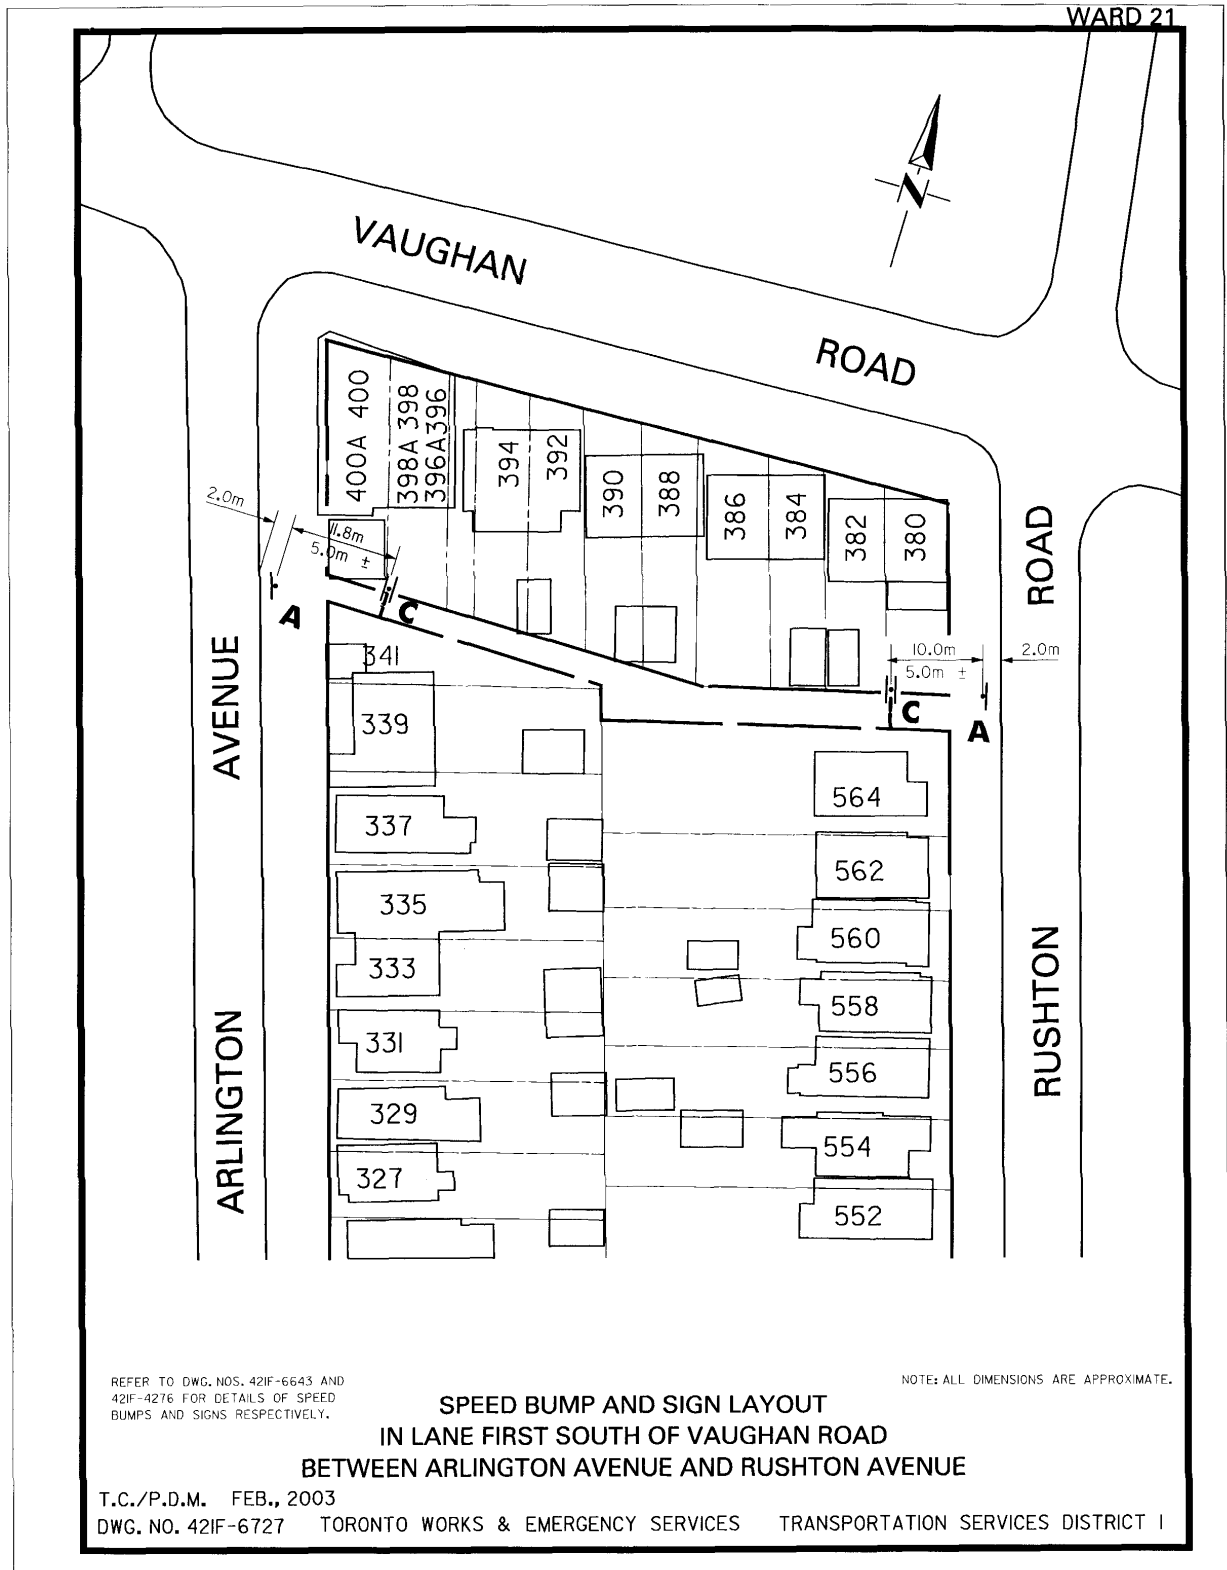 WARD 21
N
VAUGHAN
ROAD
400A 400
398A 398
396A 396
394
392
390
388
386
384
382
380
2.0m
11.8m
5.0m ±
A
C
10.0m
2.0m
5.0m ±
C
A
ROAD
RUSHTON
AVENUE
ARLINGTON
341
339
337
335
333
331
329
327
564
562
560
558
556
554
552
REFER TO DWG. NOS. 421F-6643 AND
421F-4276 FOR DETAILS OF SPEED
BUMPS AND SIGNS RESPECTIVELY.
NOTE: ALL DIMENSIONS ARE APPROXIMATE.
SPEED BUMP AND SIGN LAYOUT
IN LANE FIRST SOUTH OF VAUGHAN ROAD
BETWEEN ARLINGTON AVENUE AND RUSHTON AVENUE
T.C./P.D.M. FEB., 2003
DWG. NO. 421F-6727 TORONTO WORKS & EMERGENCY SERVICES TRANSPORTATION SERVICES DISTRICT 1